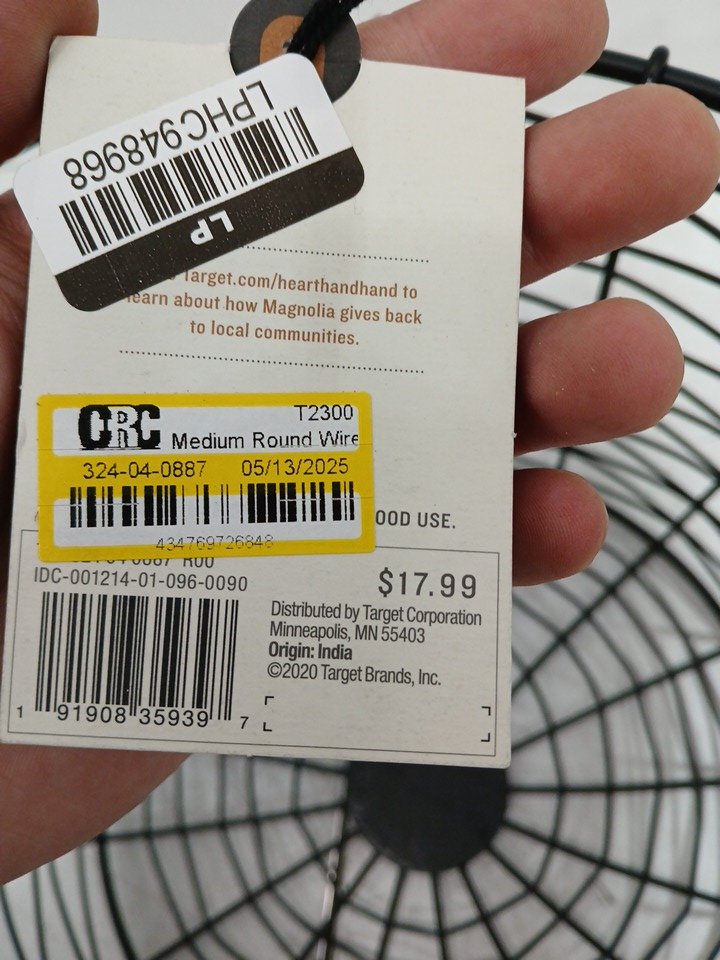 LPHC948968
LP
Target.com/hearthandhand to
learn about how Magnolia gives back
to local communities.
CRC
T2300
Medium Round Wire
324-04-0887 05/13/2025
434769726848
OOD USE.
R00
IDC-001214-01-096-0090
$17.99
Distributed by Target Corporation
Minneapolis, MN 55403
Origin: India
©2020 Target Brands, Inc.
1 91908 35939 7